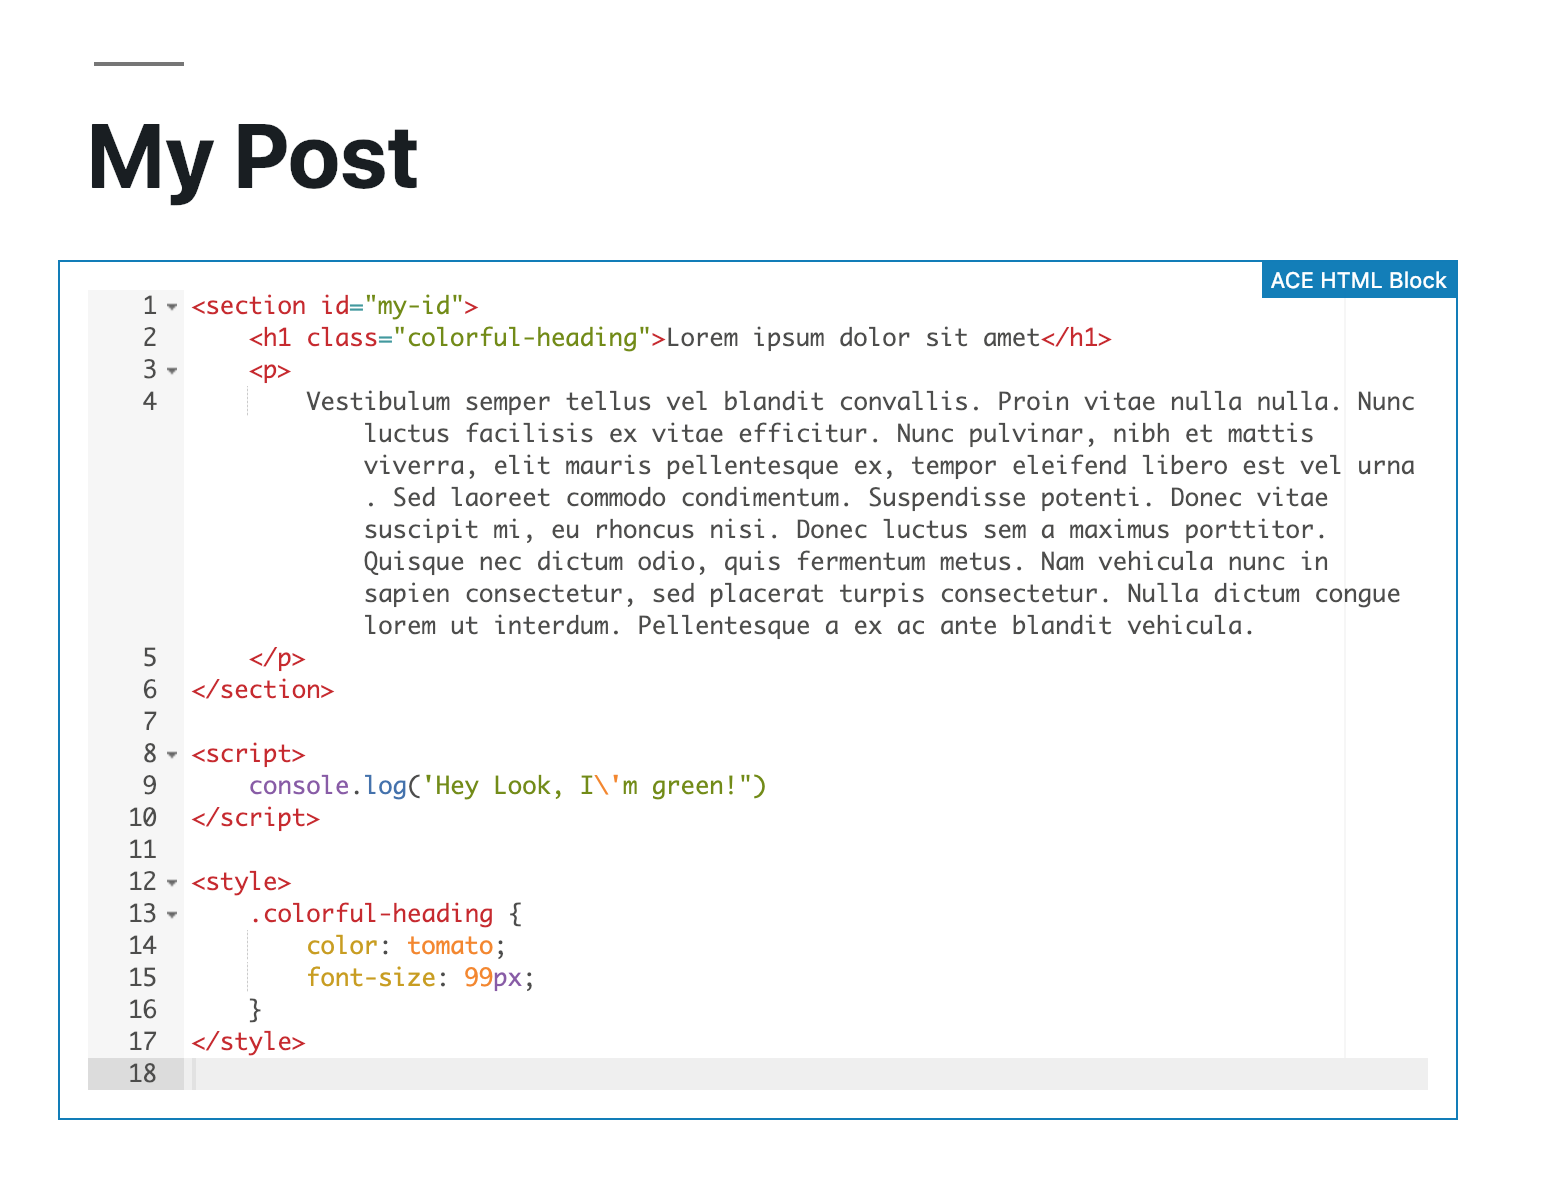 My Post
ACE HTML Block
1 <section id="my-id">
2     <h1 class="colorful-heading">Lorem ipsum dolor sit amet</h1>
3     <p>
4         Vestibulum semper tellus vel blandit convallis. Proin vitae nulla nulla. Nunc
            luctus facilisis ex vitae efficitur. Nunc pulvinar, nibh et mattis
            viverra, elit mauris pellentesque ex, tempor eleifend libero est vel urna
            . Sed laoreet commodo condimentum. Suspendisse potenti. Donec vitae
            suscipit mi, eu rhoncus nisi. Donec luctus sem a maximus porttitor.
            Quisque nec dictum odio, quis fermentum metus. Nam vehicula nunc in
            sapien consectetur, sed placerat turpis consectetur. Nulla dictum congue
            lorem ut interdum. Pellentesque a ex ac ante blandit vehicula.
5     </p>
6 </section>
7
8 <script>
9     console.log('Hey Look, I\'m green!")
10 </script>
11
12 <style>
13     .colorful-heading {
14         color: tomato;
15         font-size: 99px;
16     }
17 </style>
18